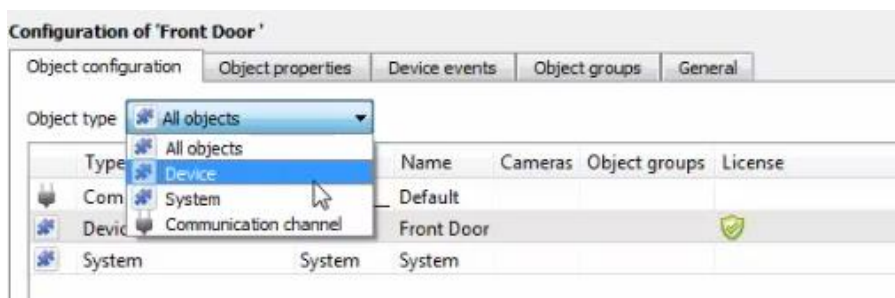 Configuration of 'Front Door '
Object configuration Object properties Device events Object groups General
Object type All objects
Type Name Cameras Object groups License
All objects
Device
Com System _ Default
Devic Communication channel Front Door
System System System